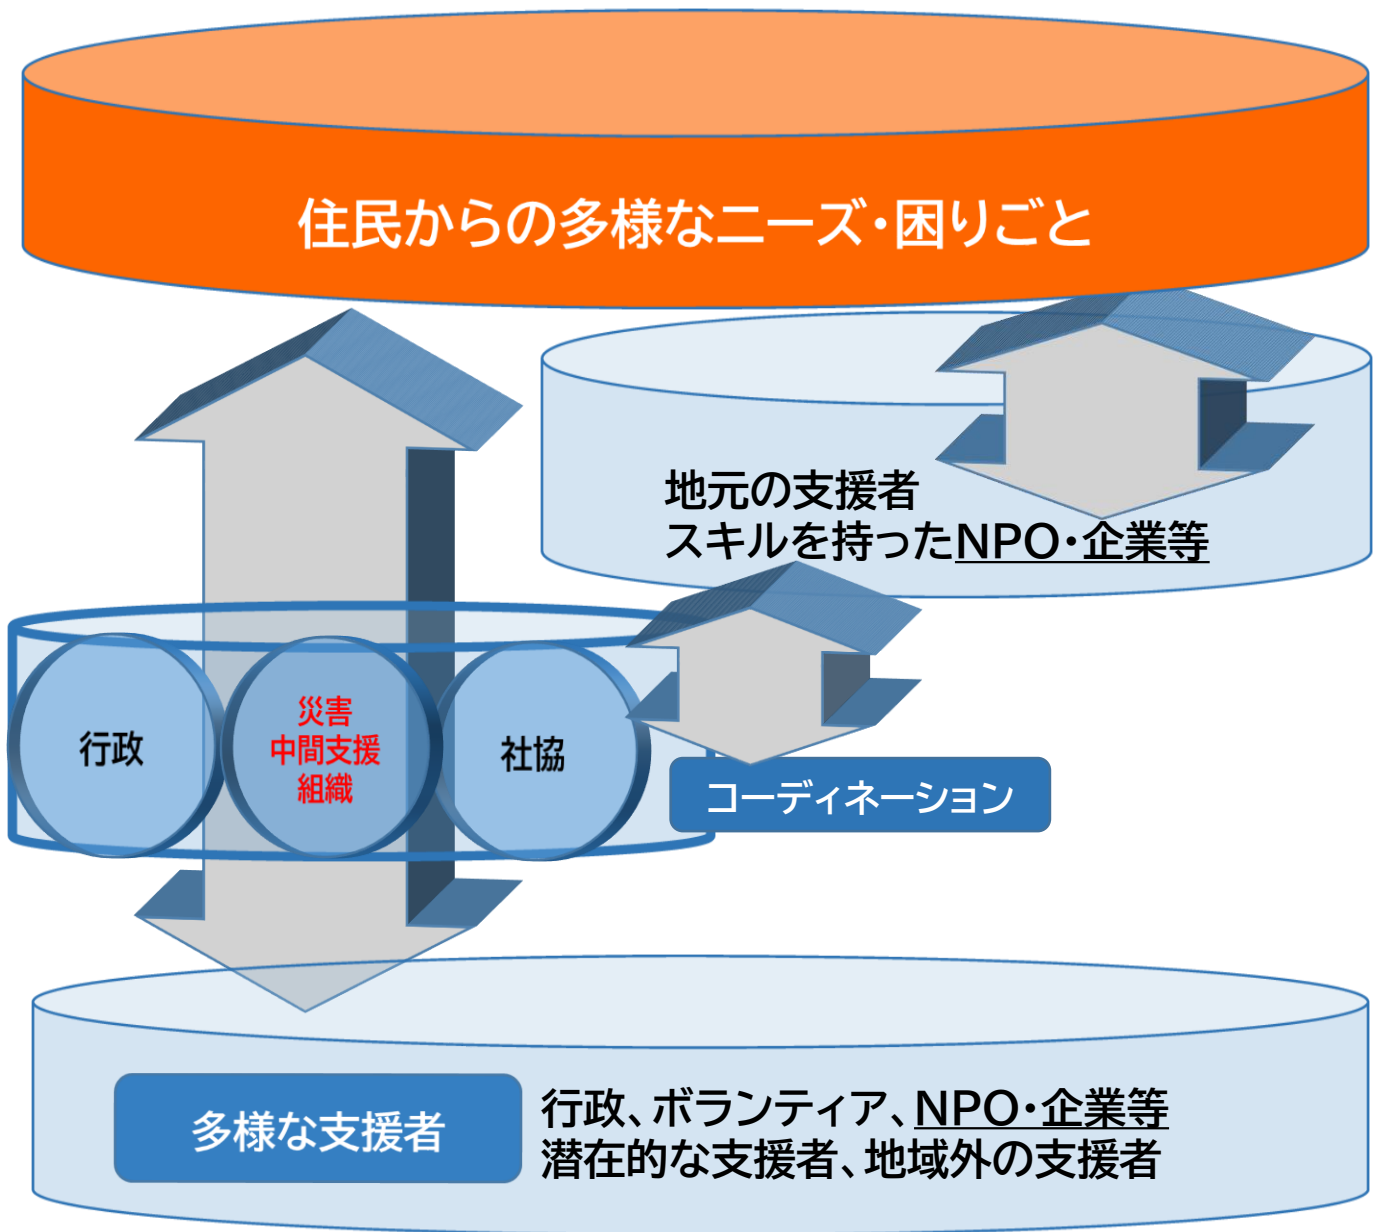 住民からの多様なニーズ・困りごと
地元の支援者
スキルを持ったNPO・企業等
行政
災害
中間支援
組織
社協
コーディネーション
多様な支援者
行政、ボランティア、NPO・企業等
潜在的な支援者、地域外の支援者